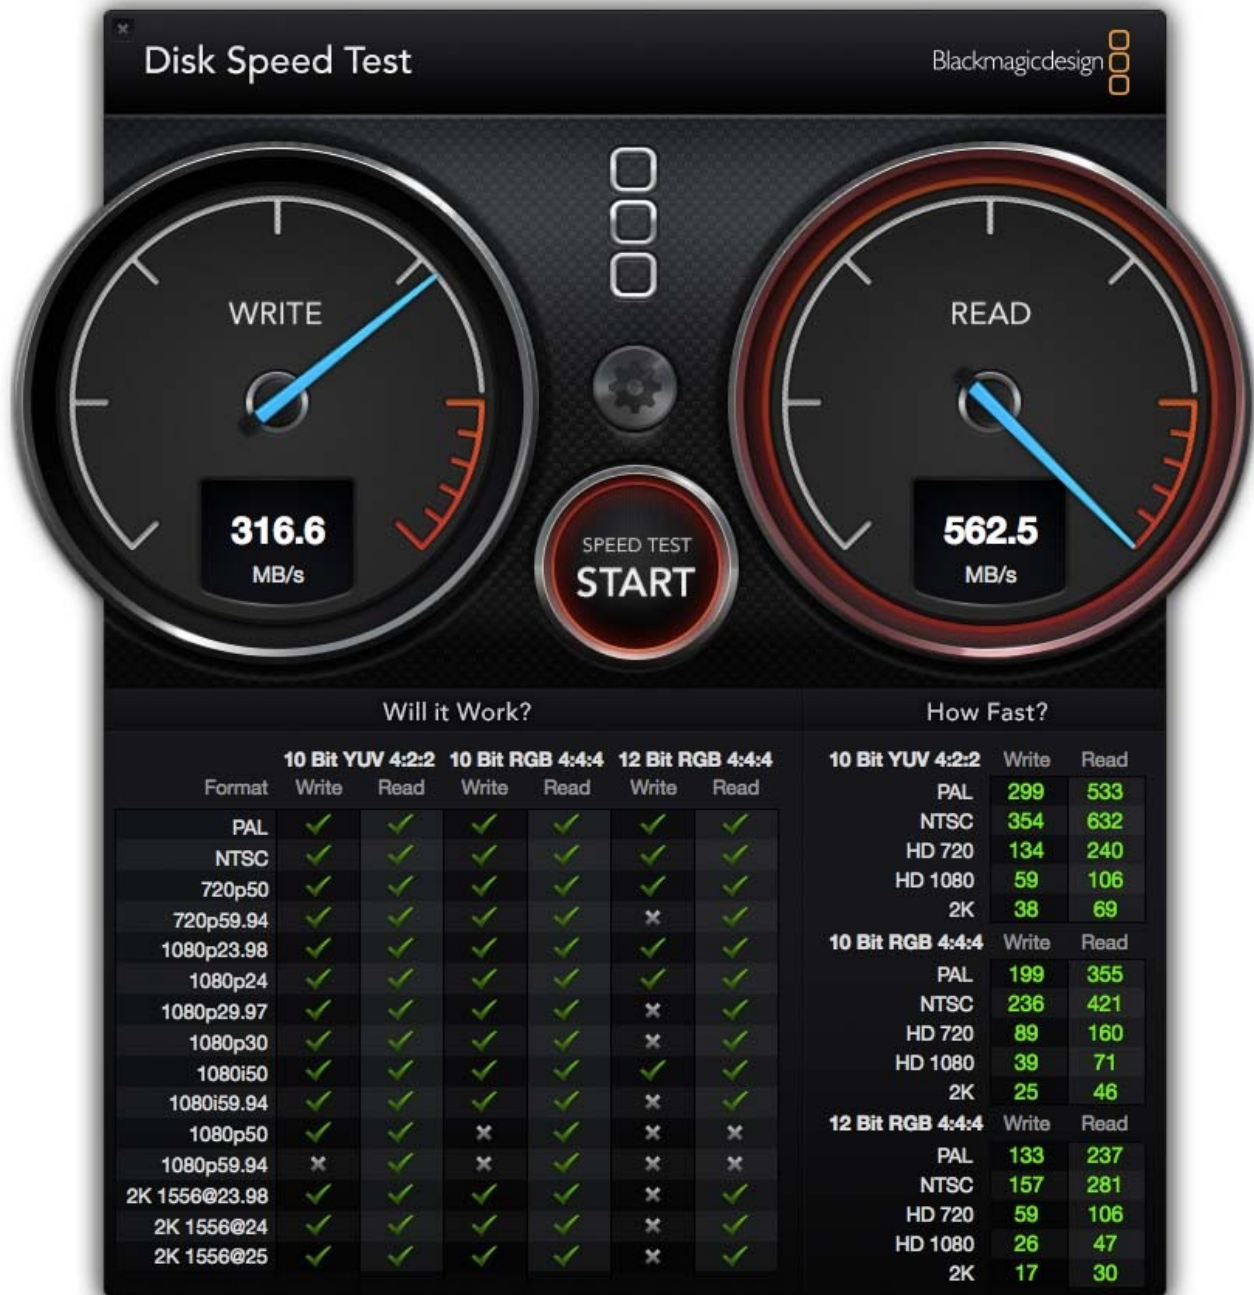 Disk Speed Test
Blackmagicdesign
WRITE
316.6
MB/s
READ
562.5
MB/s
SPEED TEST
START
Will it Work?
10 Bit YUV 4:2:2 10 Bit RGB 4:4:4 12 Bit RGB 4:4:4
Format Write Read Write Read Write Read
PAL
NTSC
720p50
720p59.94
1080p23.98
1080p24
1080p29.97
1080p30
1080i50
1080i59.94
1080p50
1080p59.94
2K 1556@23.98
2K 1556@24
2K 1556@25
How Fast?
10 Bit YUV 4:2:2 Write Read
PAL 299 533
NTSC 354 632
HD 720 134 240
HD 1080 59 106
2K 38 69
10 Bit RGB 4:4:4 Write Read
PAL 199 355
NTSC 236 421
HD 720 89 160
HD 1080 39 71
2K 25 46
12 Bit RGB 4:4:4 Write Read
PAL 133 237
NTSC 157 281
HD 720 59 106
HD 1080 26 47
2K 17 30